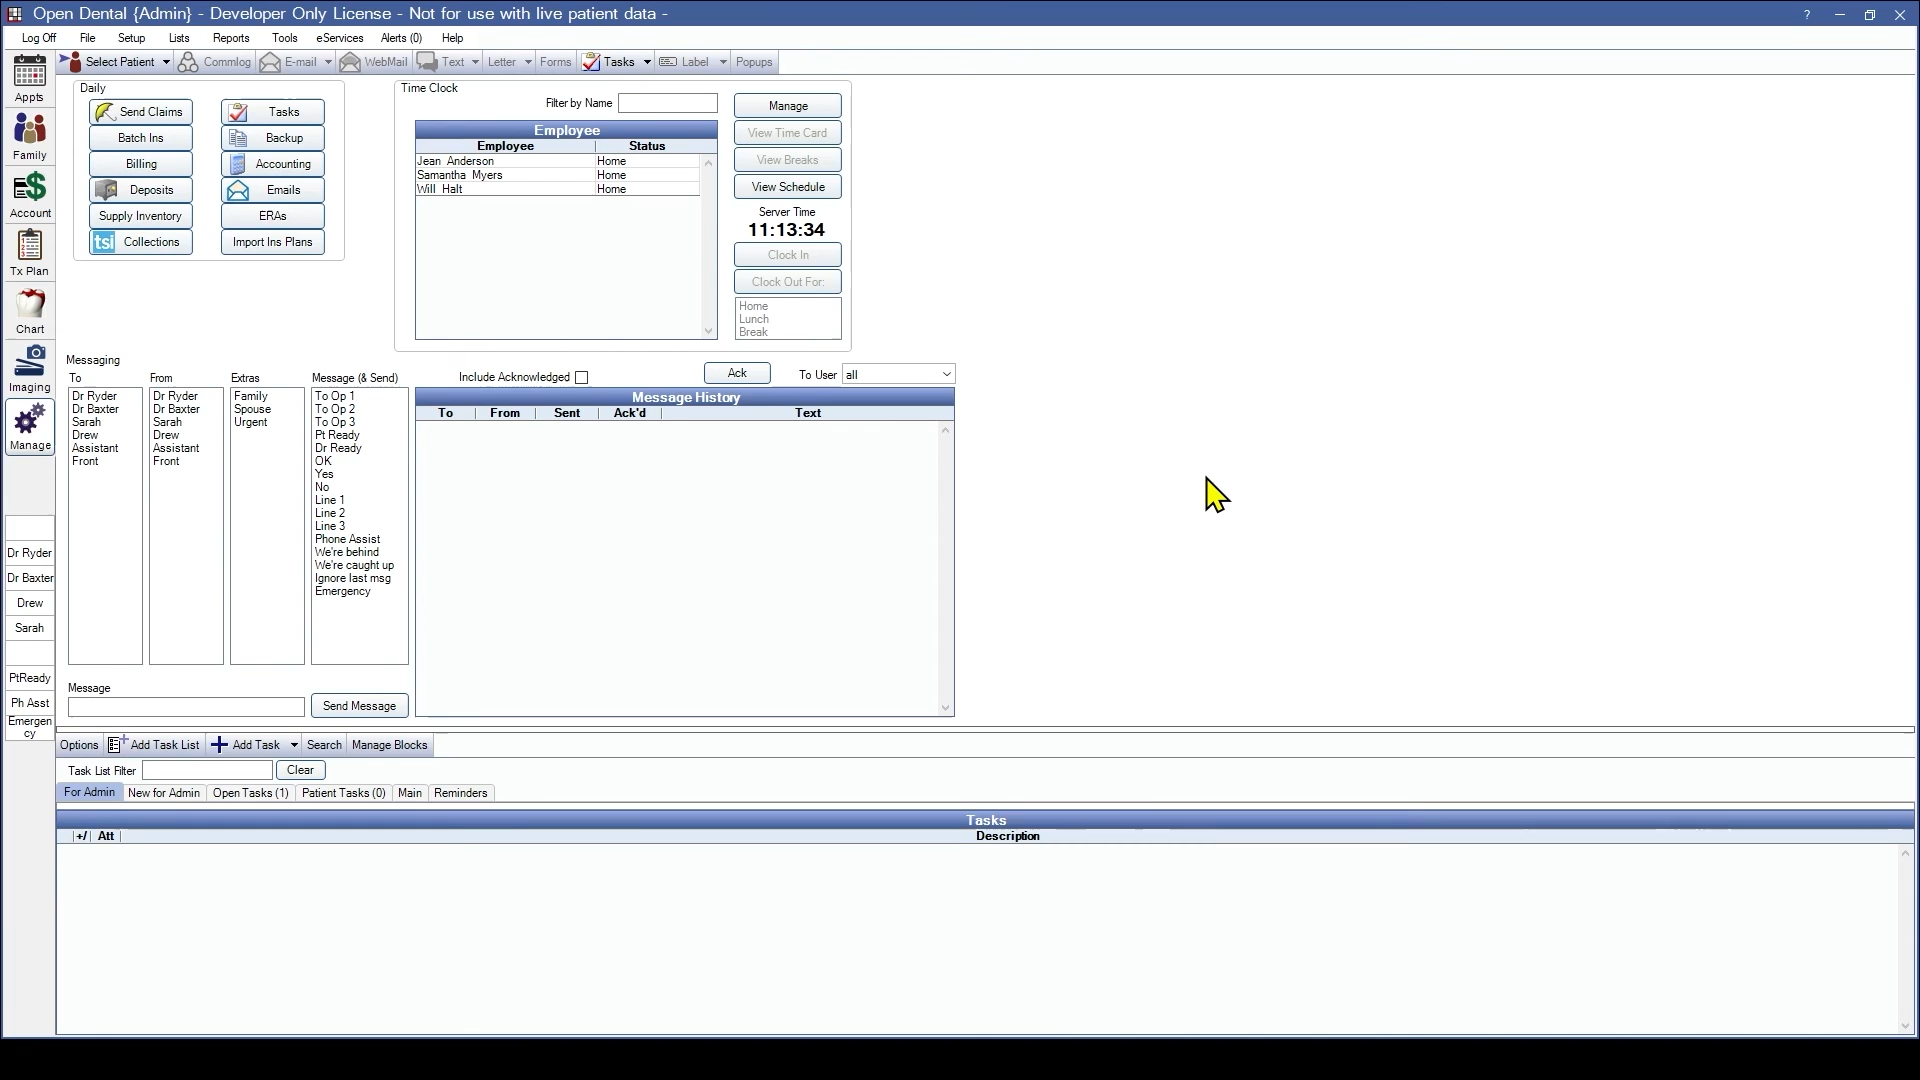 Open Dental {Admin} - Developer Only License - Not for use with live patient data -
?
Log Off File Setup Lists Reports Tools eServices Alerts (0) Help
Select Patient Commlog E-mail WebMail Text Letter Forms Tasks Label Popups
Appts
Family
Account
Tx Plan
Chart
Imaging
Manage
Dr Ryder
Dr Baxter
Drew
Sarah
PtReady
Ph Asst
Emergen
cy
Daily
Send Claims Tasks
Batch Ins Backup
Billing Accounting
Deposits Emails
Supply Inventory ERAs
tsi Collections Import Ins Plans
Time Clock
Filter by Name
Employee
Employee Status
Jean Anderson Home
Samantha Myers Home
Will Halt Home
Manage
View Time Card
View Breaks
View Schedule
Server Time
11:13:34
Clock In
Clock Out For:
Home
Lunch
Break
Messaging
To
Dr Ryder
Dr Baxter
Sarah
Drew
Assistant
Front
From
Dr Ryder
Dr Baxter
Sarah
Drew
Assistant
Front
Extras
Family
Spouse
Urgent
Message (& Send)
To Op 1
To Op 2
To Op 3
Pt Ready
Dr Ready
OK
Yes
No
Line 1
Line 2
Line 3
Phone Assist
We're behind
We're caught up
Ignore last msg
Emergency
Include Acknowledged
Ack
To User all
Message History
To From Sent Ack'd Text
Message
Send Message
Options Add Task List Add Task Search Manage Blocks
Task List Filter Clear
For Admin New for Admin Open Tasks (1) Patient Tasks (0) Main Reminders
Tasks
+/ Att Description